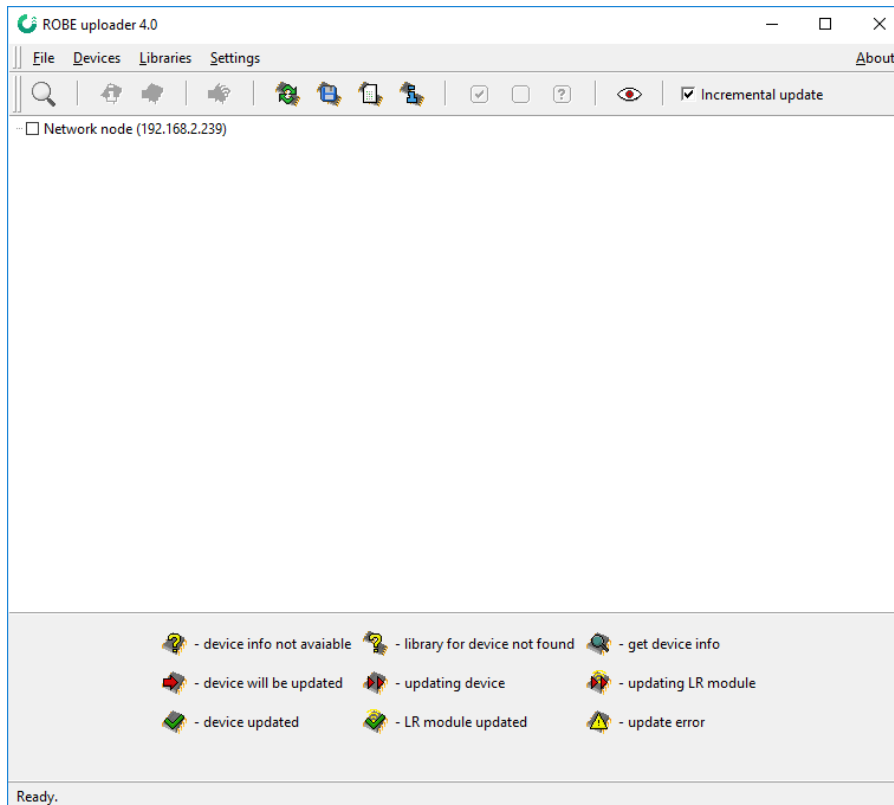 ROBE uploader 4.0
File Devices Libraries Settings About
Incremental update
Network node (192.168.2.239)
- device info not avaiable - library for device not found - get device info
- device will be updated - updating device - updating LR module
- device updated - LR module updated - update error
Ready.